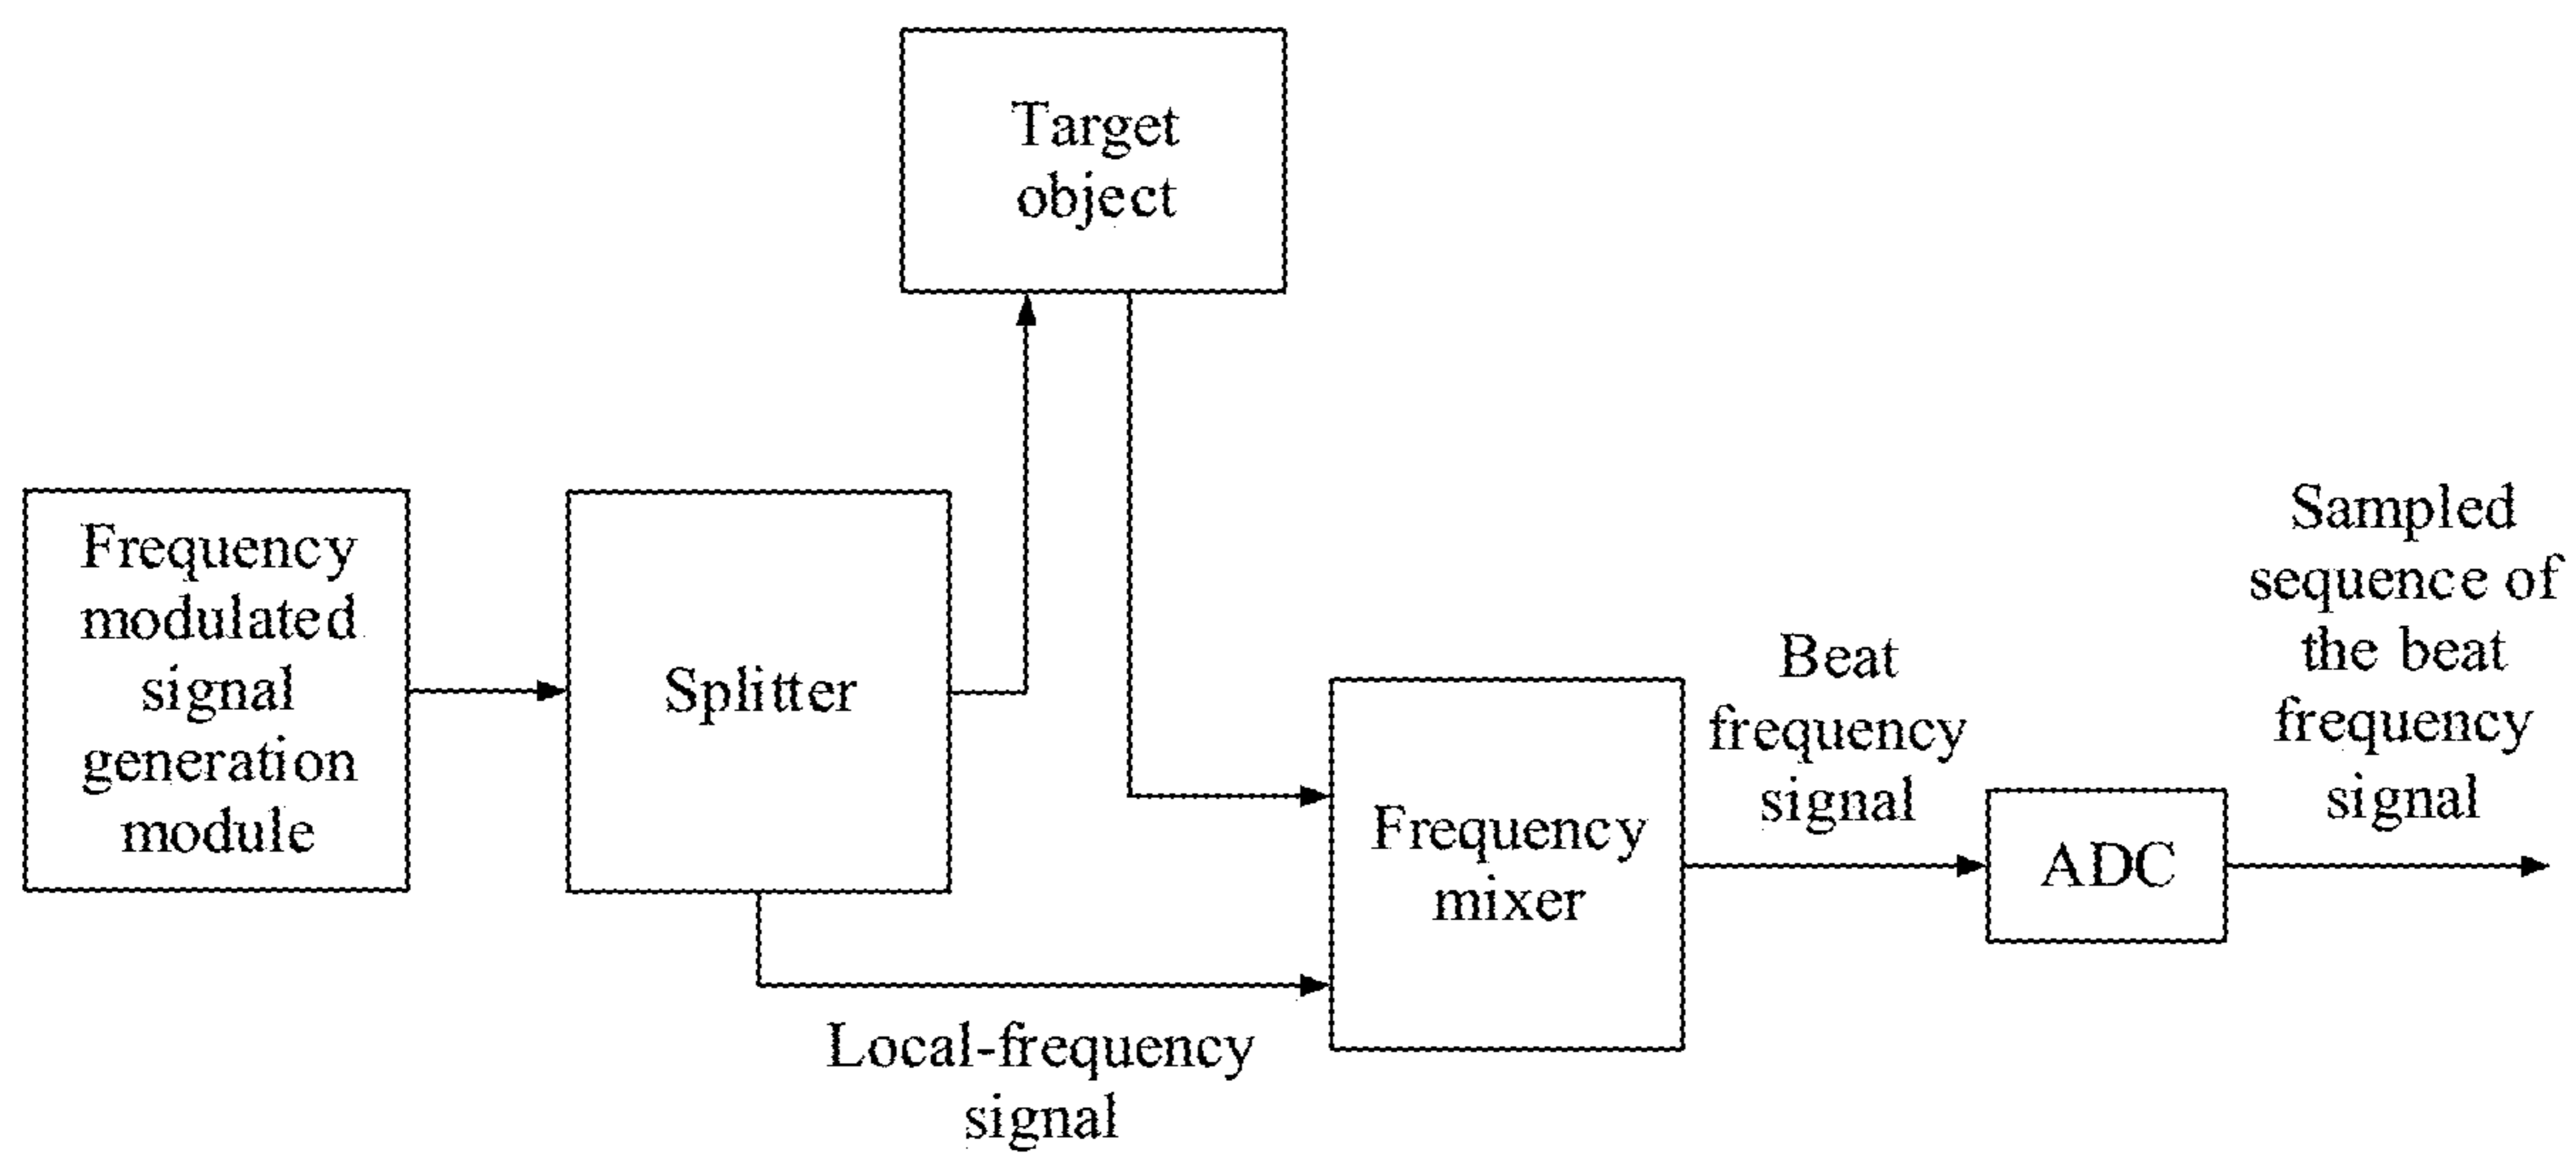 Target
object
Frequency
modulated
signal
generation
module
Splitter
Local-frequency
signal
Frequency
mixer
Beat
frequency
signal
ADC
Sampled
sequence of
the beat
frequency
signal